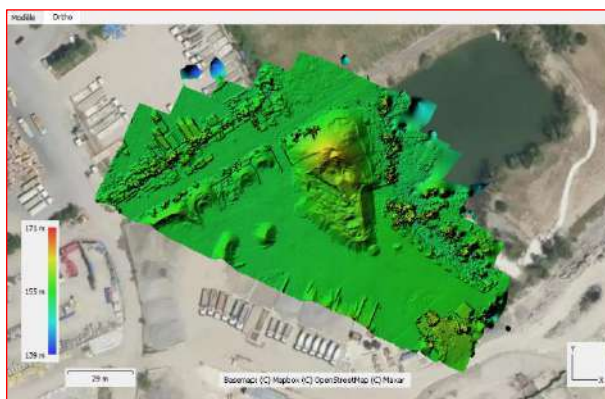 Modèle Ortho
171 m
155 m
139 m
29 m
Basemaps (C) Mapbox (C) OpenStreetMap (C) Maxar
Y
X